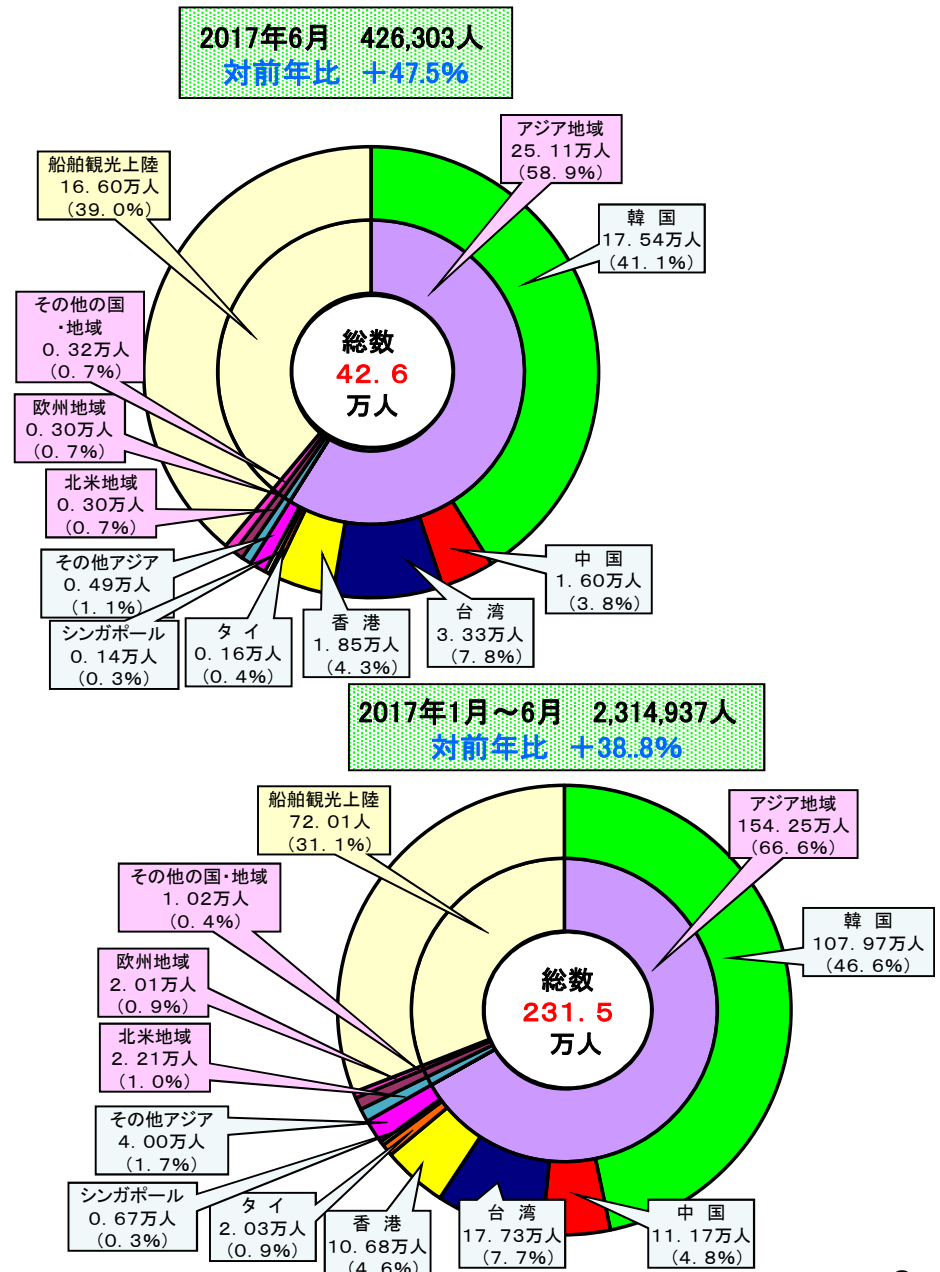 2017年6月　426,303人
対前年比　＋47.5％
アジア地域
25．11万人
（58．9％）
船舶観光上陸
16．60万人
（39．0％）
韓　国
17．54万人
（41．1％）
その他の国
・地域
0．32万人
（0．7％）
総数
42．6
万人
欧州地域
0．30万人
（0．7％）
北米地域
0．30万人
（0．7％）
その他アジア
0．49万人
（1．1％）
シンガポール
0．14万人
（0．3％）
タ イ
0．16万人
（0．4％）
香　港
1．85万人
（4．3％）
台　湾
3．33万人
（7．8％）
中　国
1．60万人
（3．8％）
2017年1月～6月　2,314,937人
対前年比　＋38..8％
船舶観光上陸
72．01人
（31．1％）
アジア地域
154．25万人
（66．6％）
その他の国・地域
1．02万人
（0．4％）
韓　国
107．97万人
（46．6％）
総数
231．5
万人
欧州地域
2．01万人
（0．9％）
北米地域
2．21万人
（1．0％）
その他アジア
4．00万人
（1．7％）
シンガポール
0．67万人
（0．3％）
タ イ
2．03万人
（0．9％）
香　港
10．68万人
（4．6％）
台　湾
17．73万人
（7．7％）
中　国
11．17万人
（4．8％）